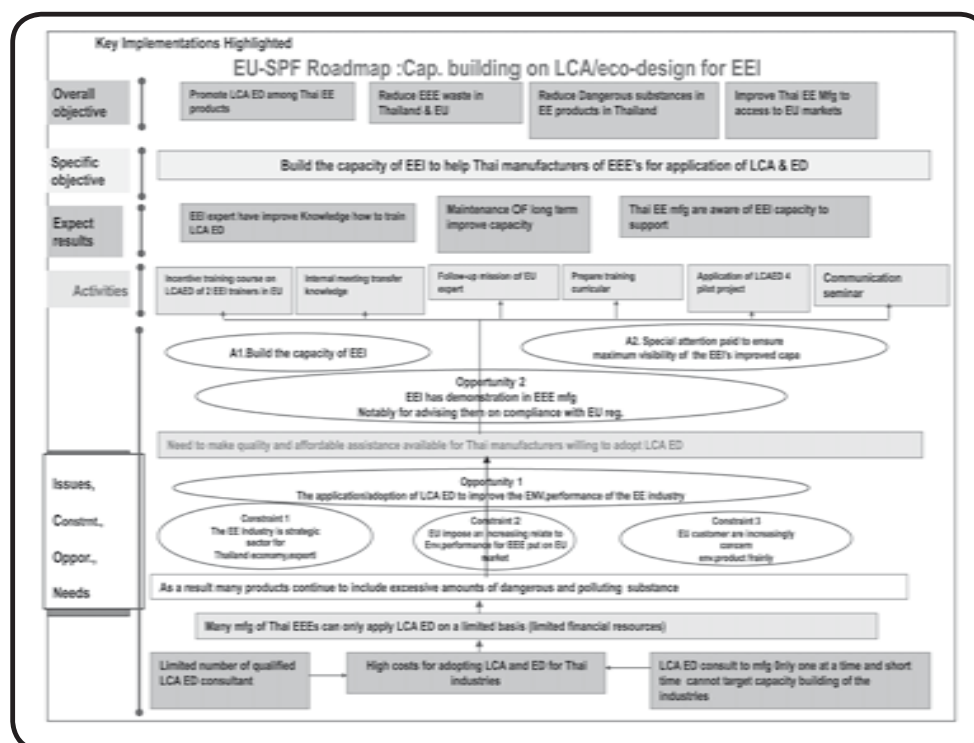 Key Implementations Highlighted
EU-SPF Roadmap :Cap. building on LCA/eco-design for EEI
Overall
objective
Promote LCA ED among Thai EE
products
Reduce EEE waste in
Thailand & EU
Reduce Dangerous substances in
EE products in Thailand
Improve Thai EE Mfg to
access to EU markets
Specific
objective
Build the capacity of EEI to help Thai manufacturers of EEE's for application of LCA & ED
Expect
results
EEI expert have improve Knowledge how to train
LCA ED
Maintenance OF long term
improve capacity
Thai EE mfg are aware of EEI capacity to
support
Activities
Incentive training course on
LCAED of 2 EEI trainers in EU
Internal meeting transfer
knowledge
Follow-up mission of EU
expert
Prepare training
curricular
Application of LCAED 4
pilot project
Communication
seminar
A1.Build the capacity of EEI
A2. Special attention paid to ensure
maximum visibility of the EEI's improved capa
Opportunity 2
EEI has demonstration in EEE mfg
Notably for advising them on compliance with EU reg.
Need to make quality and affordable assistance available for Thai manufacturers willing to adopt LCA ED
Issues,
Constrnt.,
Oppor.,
Needs
Opportunity 1
The application/adoption of LCA ED to improve the ENV.performance of the EE industry
Constraint 1
The EE Industry is strategic
sector for
Thailand economy,export
Constraint 2
EU impose an increasing relate to
Env.performance for EEE put on EU
market
Constraint 3
EU customer are increasingly
concern
env.product frainly
As a result many products continue to include excessive amounts of dangerous and polluting substance
Many mfg of Thai EEEs can only apply LCA ED on a limited basis (limited financial resources)
Limited number of qualified
LCA ED consultant
High costs for adopting LCA and ED for Thai
industries
LCA ED consult to mfg 0nly one at a time and short
time cannot target capacity building of the
industries